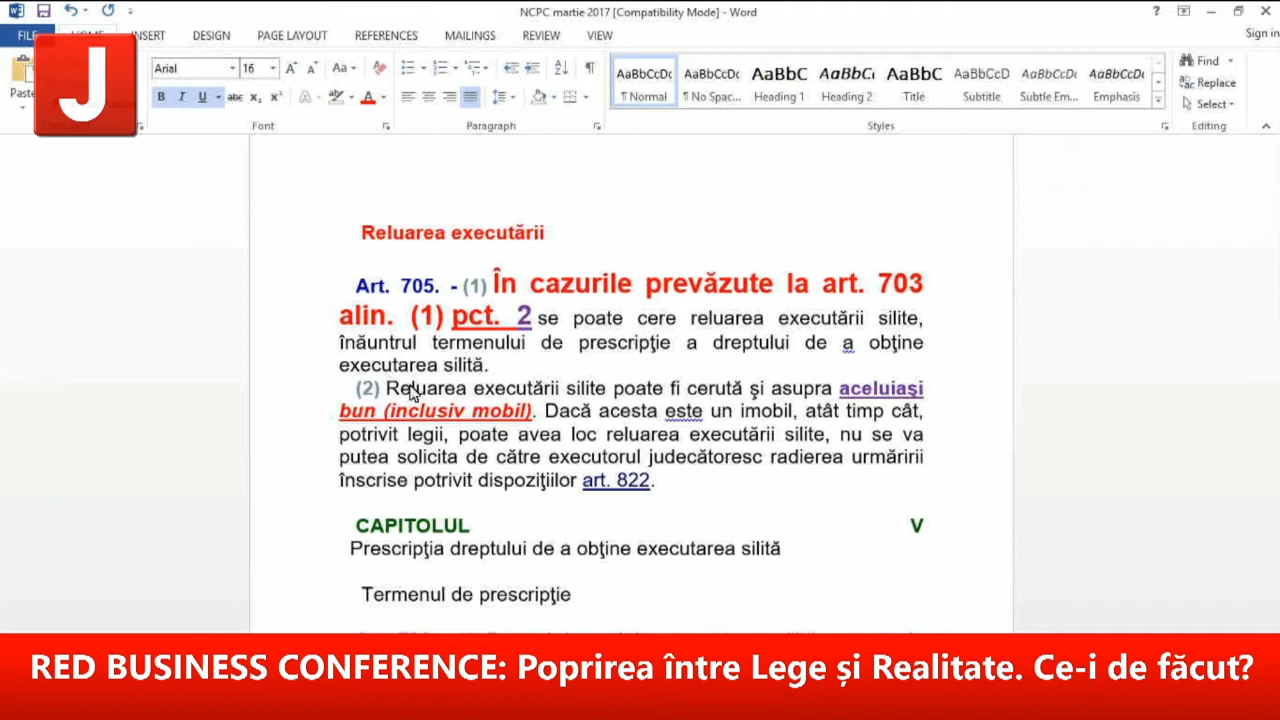 NCPC martie 2017 [Compatibility Mode] - Word
FILE INSERT DESIGN PAGE LAYOUT REFERENCES MAILINGS REVIEW VIEW Sign in
J
Paste
Arial 16 Aa
B I U abc X₂ X² A A
Font Paragraph Styles Editing
AaBbCcDc AaBbCcDc AaBbC AaBbCc AaBbC AaBbCcD AaBbCcDc AaBbCcDc
¶ Normal ¶ No Spac... Heading 1 Heading 2 Title Subtitle Subtle Em... Emphasis
Find
Replace
Select
Reluarea executării
Art. 705. - (1) În cazurile prevăzute la art. 703
alin. (1) pct. 2 se poate cere reluarea executării silite,
înăuntrul termenului de prescripţie a dreptului de a obţine
executarea silită.
(2) Reluarea executării silite poate fi cerută şi asupra aceluiaşi
bun (inclusiv mobil). Dacă acesta este un imobil, atât timp cât,
potrivit legii, poate avea loc reluarea executării silite, nu se va
putea solicita de către executorul judecătoresc radierea urmăririi
înscrise potrivit dispoziţiilor art. 822.
CAPITOLUL V
Prescripţia dreptului de a obţine executarea silită
Termenul de prescripţie
RED BUSINESS CONFERENCE: Poprirea între Lege și Realitate. Ce-i de făcut?